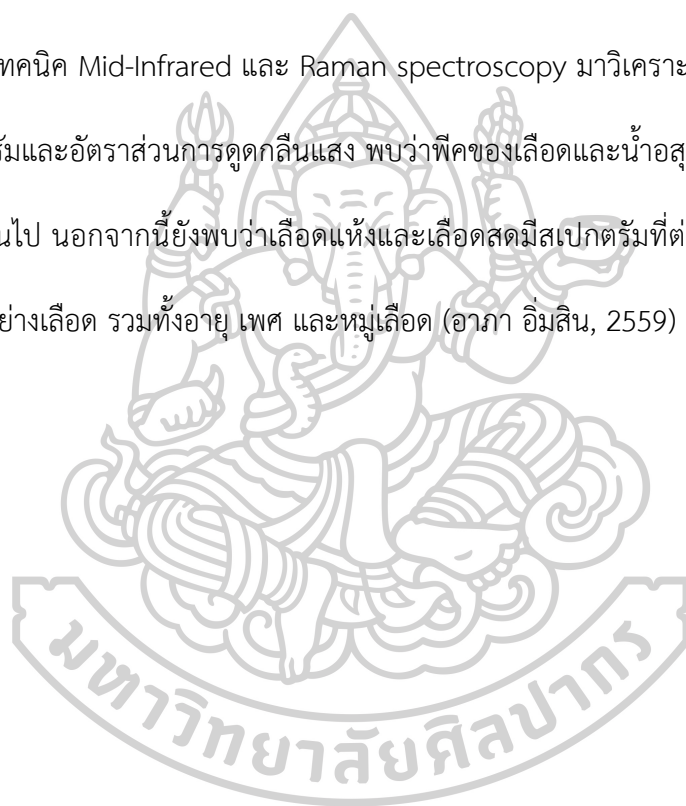 ทคนิค Mid-Infrared และ Raman spectroscopy มาวิเคราะ
รัมและอัตราส่วนการดูดกลืนแสง พบว่าพีคของเลือดและน้ำอสุ
นไป นอกจากนี้ยังพบว่าเลือดแห้งและเลือดสดมีสเปกตรัมที่ต่
ย่างเลือด รวมทั้งอายุ เพศ และหมู่เลือด (อาภา อิ่มสิน, 2559)
มหาวิทยาลัยศิลปากร